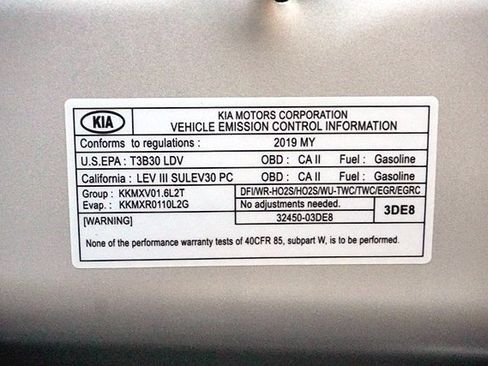 KIA
KIA MOTORS CORPORATION
VEHICLE EMISSION CONTROL INFORMATION
Conforms to regulations : 2019 MY
U.S.EPA : T3B30 LDV OBD : CA II Fuel : Gasoline
California : LEV III SULEV30 PC OBD : CA II Fuel : Gasoline
Group : KKMXV01.6L2T
Evap. : KKMXR0110L2G
DFI/WR-HO2S/HO2S/WU-TWC/TWC/EGR/EGRC
No adjustments needed.
32450-03DE8
3DE8
[WARNING]
None of the performance warranty tests of 40CFR 85, subpart W, is to be performed.